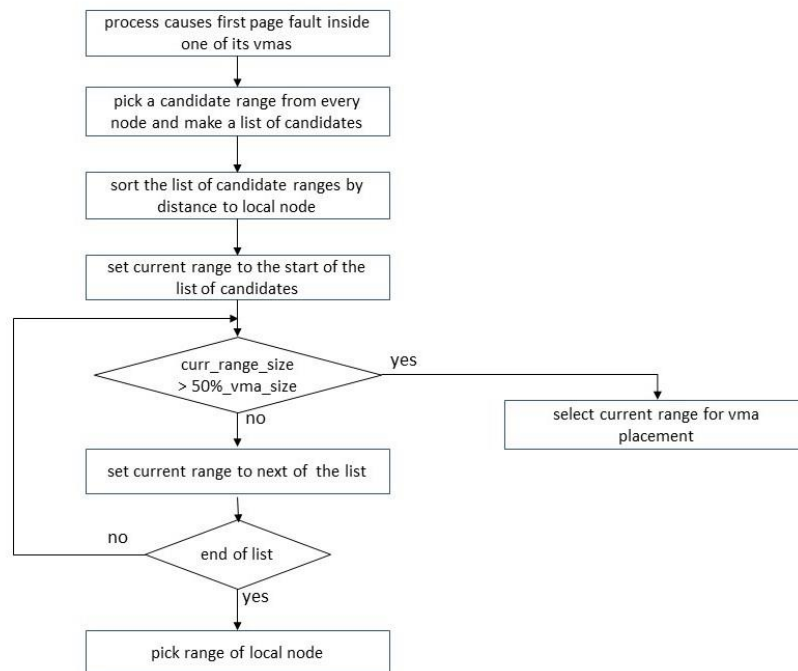 process causes first page fault inside
one of its vmas
pick a candidate range from every
node and make a list of candidates
sort the list of candidate ranges by
distance to local node
set current range to the start of the
list of candidates
curr_range_size
> 50%_vma_size
yes
no
select current range for vma
placement
set current range to next of the list
no
end of list
yes
pick range of local node